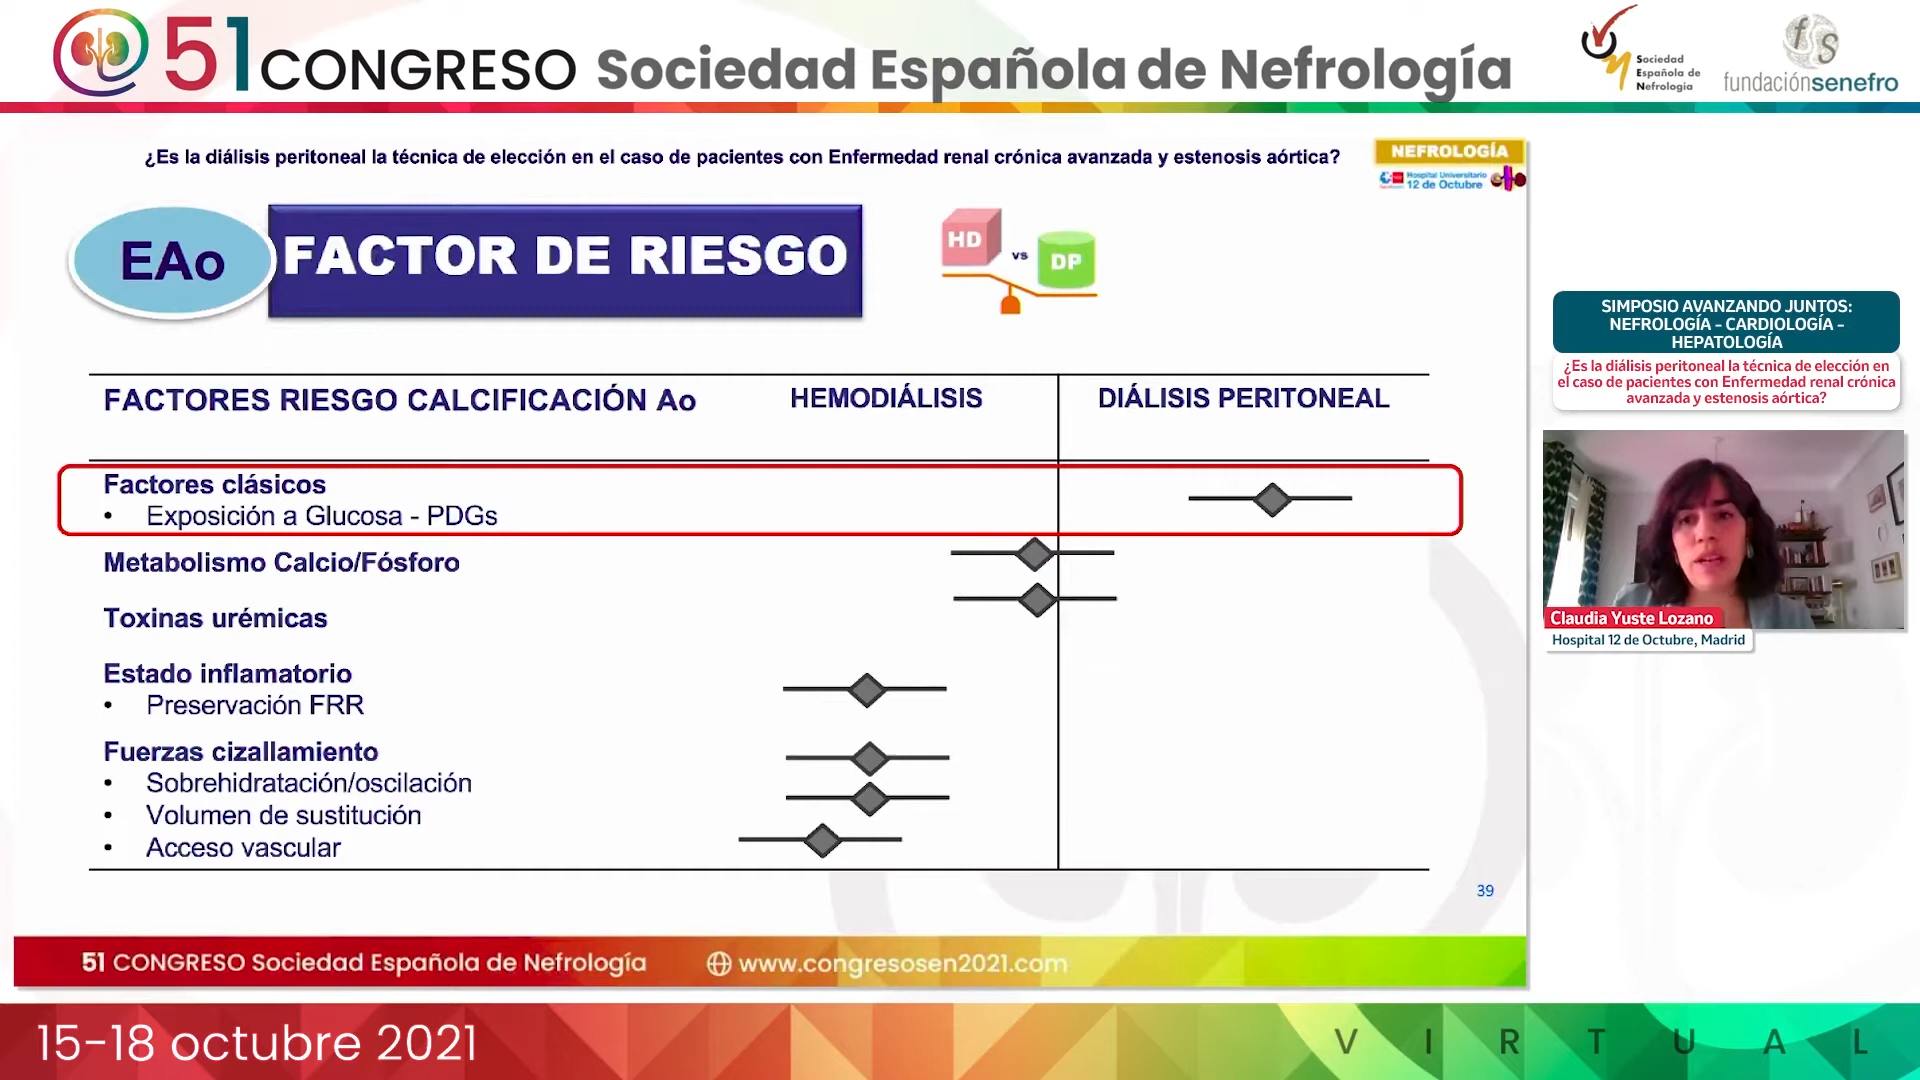 51 CONGRESO Sociedad Española de Nefrología
Sociedad
Española de
Nefrología
fS
fundaciónsenefro
¿Es la diálisis peritoneal la técnica de elección en el caso de pacientes con Enfermedad renal crónica avanzada y estenosis aórtica?
NEFROLOGÍA
Hospital Universitario
12 de Octubre
EAo
FACTOR DE RIESGO
HD
vs
DP
FACTORES RIESGO CALCIFICACIÓN Ao
HEMODIÁLISIS
DIÁLISIS PERITONEAL
Factores clásicos
• Exposición a Glucosa - PDGs
Metabolismo Calcio/Fósforo
Toxinas urémicas
Estado inflamatorio
• Preservación FRR
Fuerzas cizallamiento
• Sobrehidratación/oscilación
• Volumen de sustitución
• Acceso vascular
39
51 CONGRESO Sociedad Española de Nefrología
www.congresosen2021.com
SIMPOSIO AVANZANDO JUNTOS:
NEFROLOGÍA - CARDIOLOGÍA -
HEPATOLOGÍA
¿Es la diálisis peritoneal la técnica de elección en
el caso de pacientes con Enfermedad renal crónica
avanzada y estenosis aórtica?
Claudia Yuste Lozano
Hospital 12 de Octubre, Madrid
15-18 octubre 2021
VIRTUAL